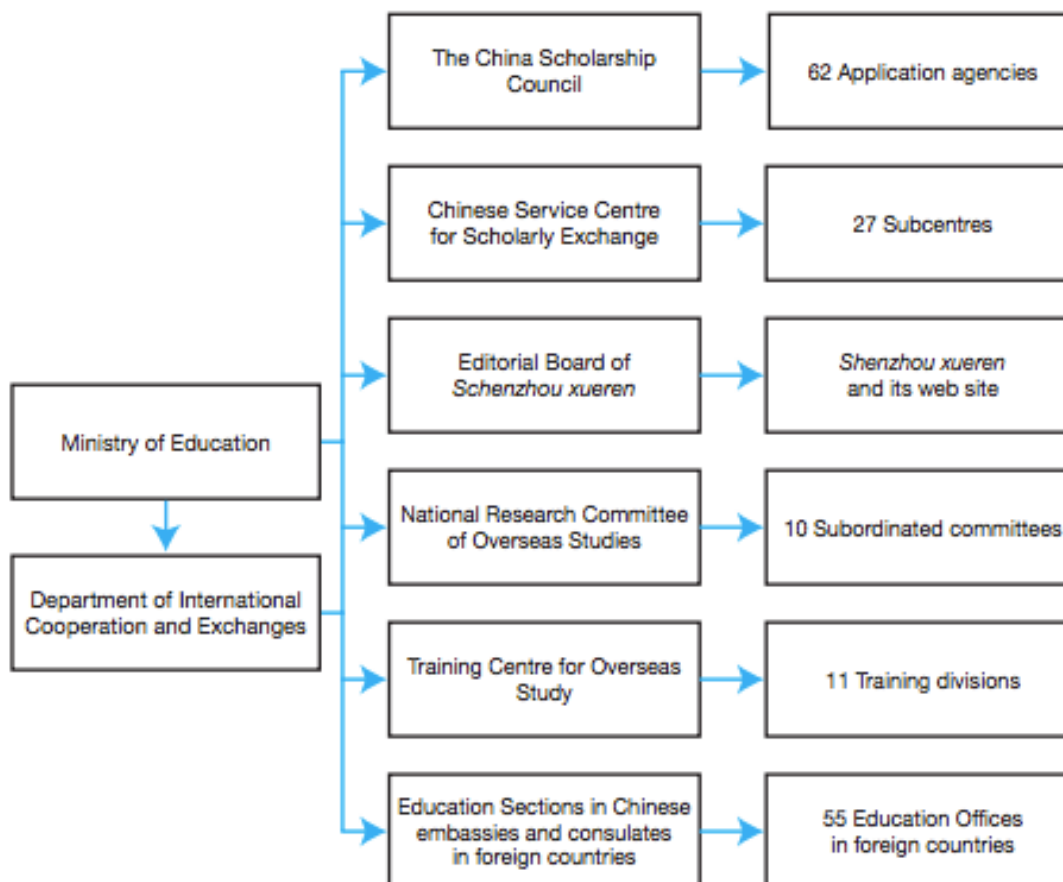 The China Scholarship
Council
62 Application agencies
Chinese Service Centre
for Scholarly Exchange
27 Subcentres
Editorial Board of
Schenzhou xueren
Shenzhou xueren
and its web site
Ministry of Education
National Research Committee
of Overseas Studies
10 Subordinated committees
Department of International
Cooperation and Exchanges
Training Centre for Overseas
Study
11 Training divisions
Education Sections in Chinese
embassies and consulates
in foreign countries
55 Education Offices
in foreign countries